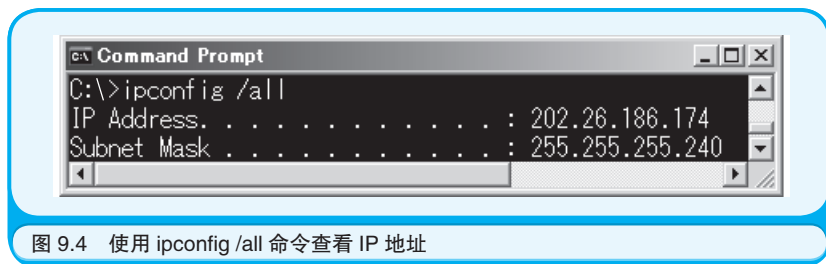 Command Prompt
C:\>ipconfig /all
IP Address. . . . . . . . . . . . : 202.26.186.174
Subnet Mask . . . . . . . . . . . : 255.255.255.240
图 9.4 使用 ipconfig /all 命令查看 IP 地址